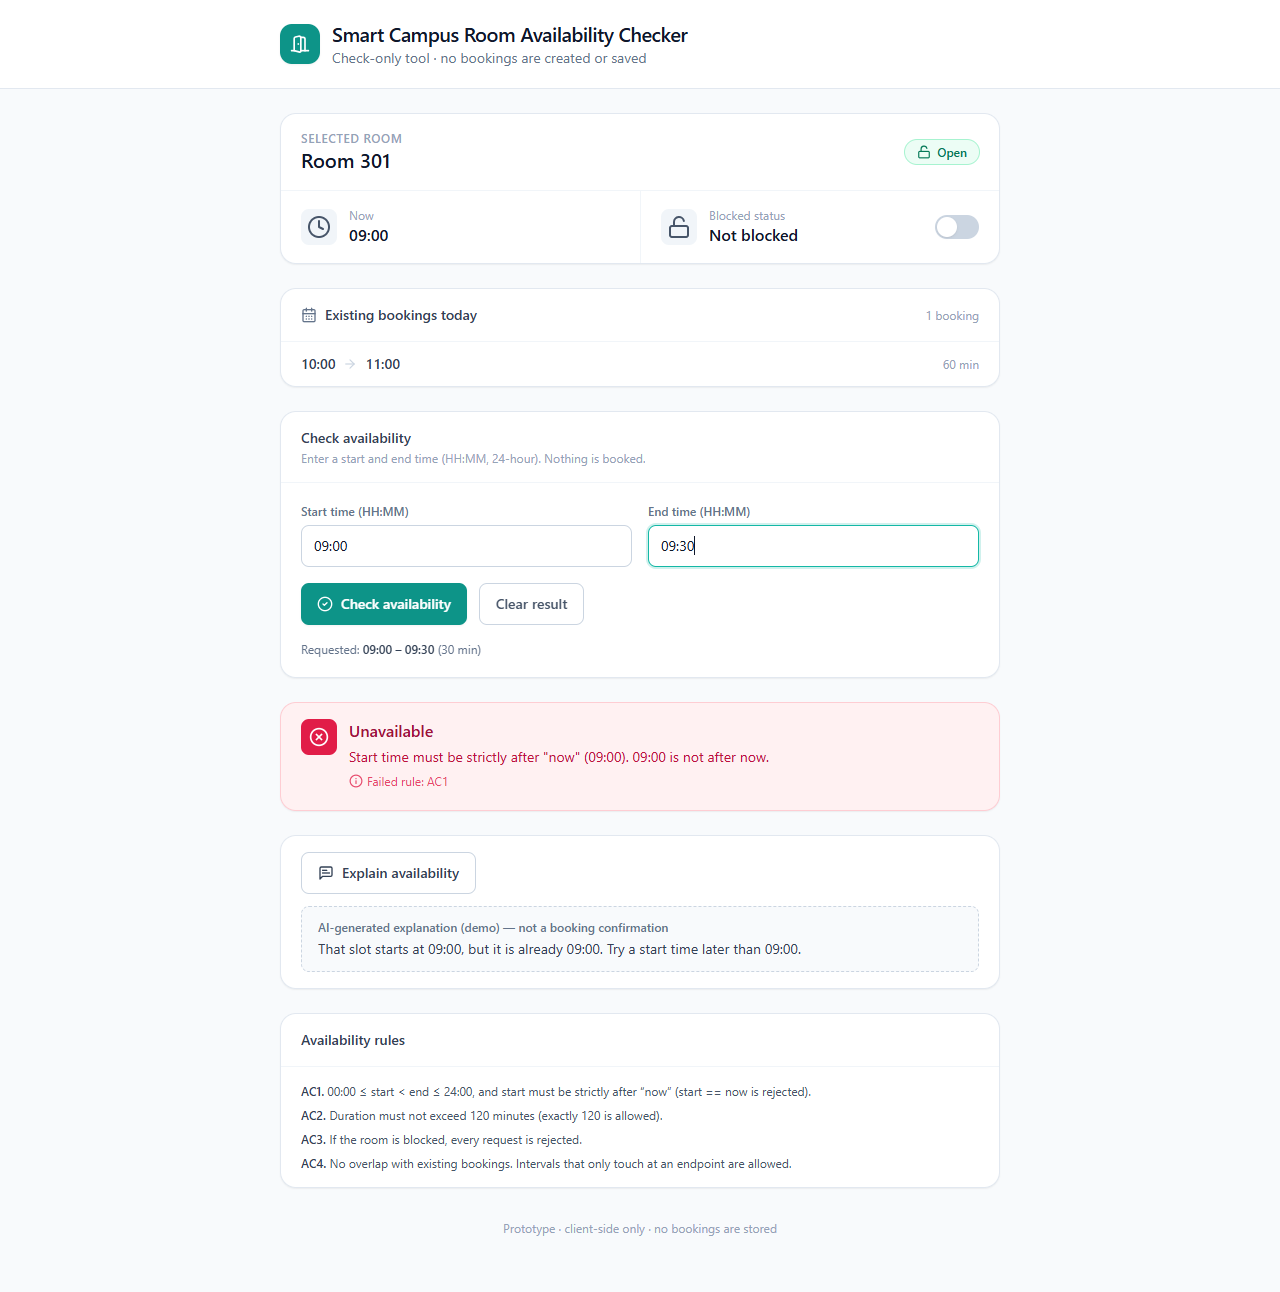 Smart Campus Room Availability Checker
Check-only tool · no bookings are created or saved
SELECTED ROOM
Room 301
Open
Now
09:00
Blocked status
Not blocked
Existing bookings today
1 booking
10:00 → 11:00
60 min
Check availability
Enter a start and end time (HH:MM, 24-hour). Nothing is booked.
Start time (HH:MM)
End time (HH:MM)
09:00
09:30
Check availability
Clear result
Requested: 09:00 – 09:30 (30 min)
Unavailable
Start time must be strictly after "now" (09:00). 09:00 is not after now.
Failed rule: AC1
Explain availability
AI-generated explanation (demo) — not a booking confirmation
That slot starts at 09:00, but it is already 09:00. Try a start time later than 09:00.
Availability rules
AC1. 00:00 ≤ start < end ≤ 24:00, and start must be strictly after “now” (start == now is rejected).
AC2. Duration must not exceed 120 minutes (exactly 120 is allowed).
AC3. If the room is blocked, every request is rejected.
AC4. No overlap with existing bookings. Intervals that only touch at an endpoint are allowed.
Prototype · client-side only · no bookings are stored